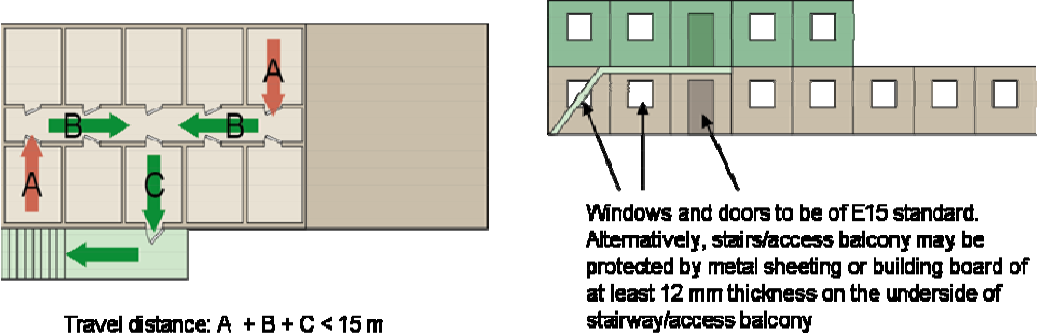 A
B
B
A
C
Travel distance: A + B + C < 15 m
Windows and doors to be of E15 standard.
Alternatively, stairs/access balcony may be
protected by metal sheeting or building board of
at least 12 mm thickness on the underside of
stairway/access balcony